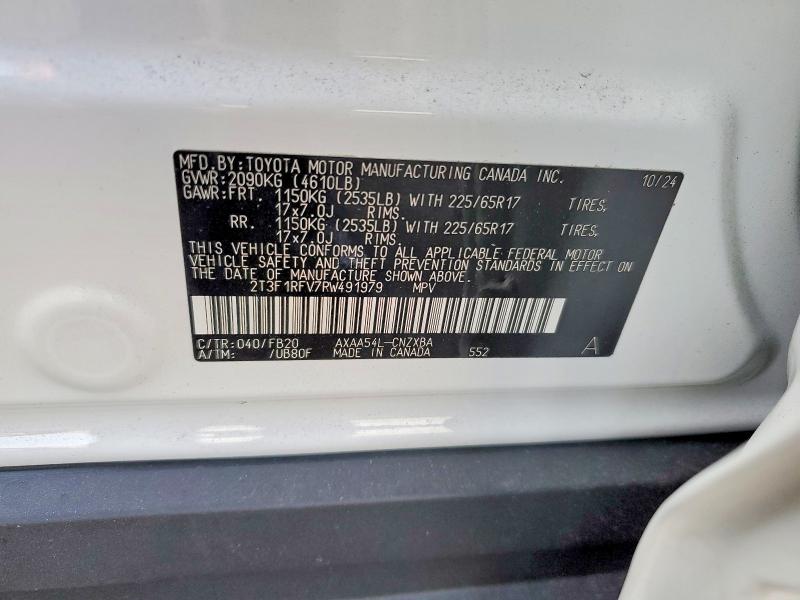 MFD. BY: TOYOTA MOTOR MANUFACTURING CANADA INC. 10/24
GVWR: 2090KG (4610LB)
GAWR: FRT. 1150KG (2535LB) WITH 225/65R17 TIRES,
17x7.0J RIMS.
RR. 1150KG (2535LB) WITH 225/65R17 TIRES,
17x7.0J RIMS.
THIS VEHICLE CONFORMS TO ALL APPLICABLE FEDERAL MOTOR
VEHICLE SAFETY AND THEFT PREVENTION STANDARDS IN EFFECT ON
THE DATE OF MANUFACTURE SHOWN ABOVE.
2T3F1RFV7RW491979 MPV
C/TR: 040/FB20 AXAA54L-CNZXBA A
A/TM: /UB80F MADE IN CANADA 552